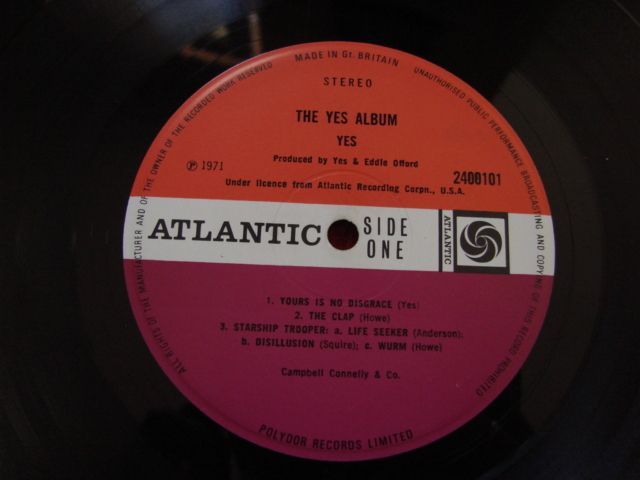 ALL RIGHTS OF THE MANUFACTURER AND OF THE OWNER OF THE RECORDED WORK RESERVED
MADE IN Gt. BRITAIN
UNAUTHORISED PUBLIC PERFORMANCE BROADCASTING AND COPYING OF THIS RECORD PROHIBITED
STEREO
THE YES ALBUM
YES
Produced by Yes & Eddie Offord
℗ 1971
2400101
Under licence from Atlantic Recording Corpn., U.S.A.
ATLANTIC
SIDE
ONE
ATLANTIC
1. YOURS IS NO DISGRACE (Yes)
2. THE CLAP (Howe)
3. STARSHIP TROOPER: a. LIFE SEEKER (Anderson);
b. DISILLUSION (Squire); c. WURM (Howe)
Campbell Connelly & Co.
POLYDOR RECORDS LIMITED